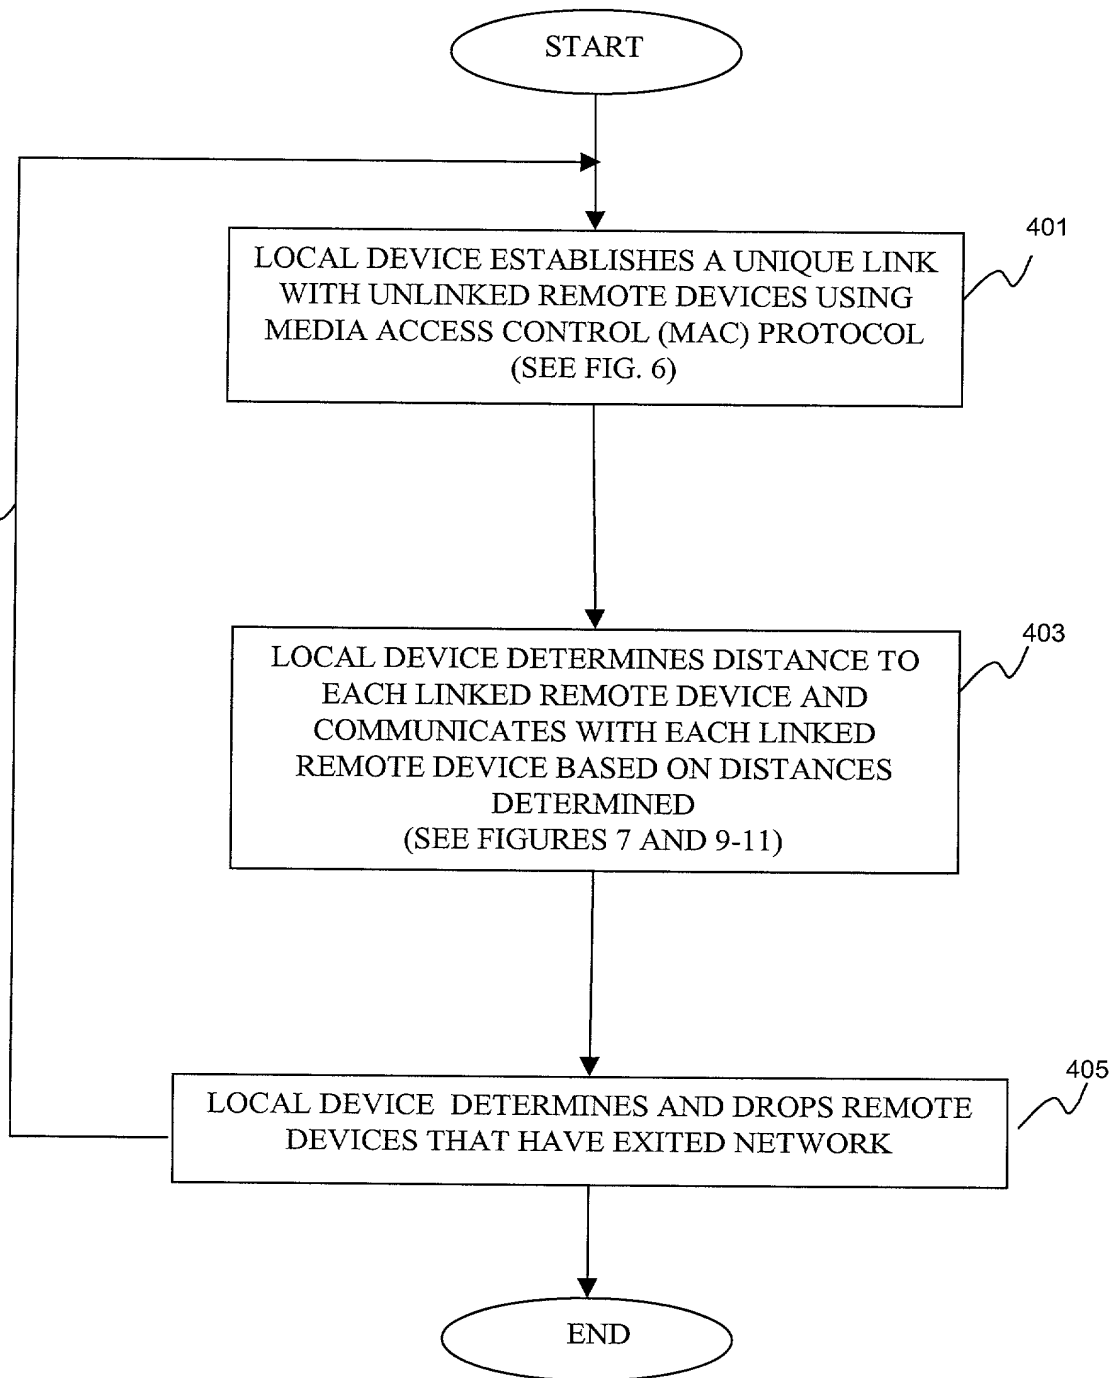 START
401
LOCAL DEVICE ESTABLISHES A UNIQUE LINK
WITH UNLINKED REMOTE DEVICES USING
MEDIA ACCESS CONTROL (MAC) PROTOCOL
(SEE FIG. 6)
403
LOCAL DEVICE DETERMINES DISTANCE TO
EACH LINKED REMOTE DEVICE AND
COMMUNICATES WITH EACH LINKED
REMOTE DEVICE BASED ON DISTANCES
DETERMINED
(SEE FIGURES 7 AND 9-11)
405
LOCAL DEVICE DETERMINES AND DROPS REMOTE
DEVICES THAT HAVE EXITED NETWORK
END